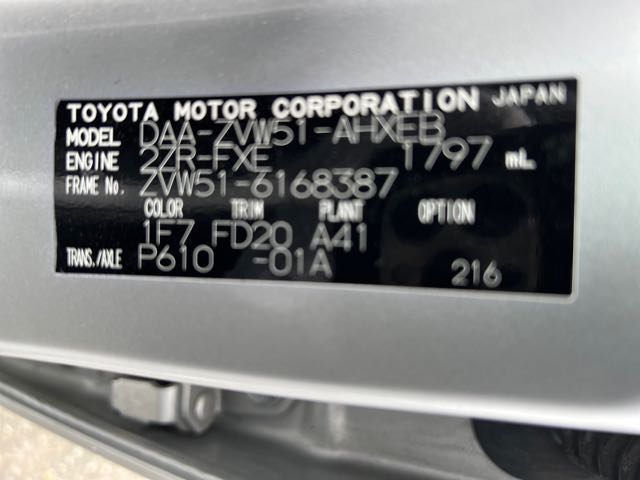 TOYOTA MOTOR CORPORATION JAPAN
MODEL DAA-ZVW51-AHXEB
ENGINE 2ZR-FXE 1797 mL
FRAME No. ZVW51-6168387
COLOR TRIM PLANT OPTION
1F7 FD20 A41
TRANS./AXLE P610 -01A 216